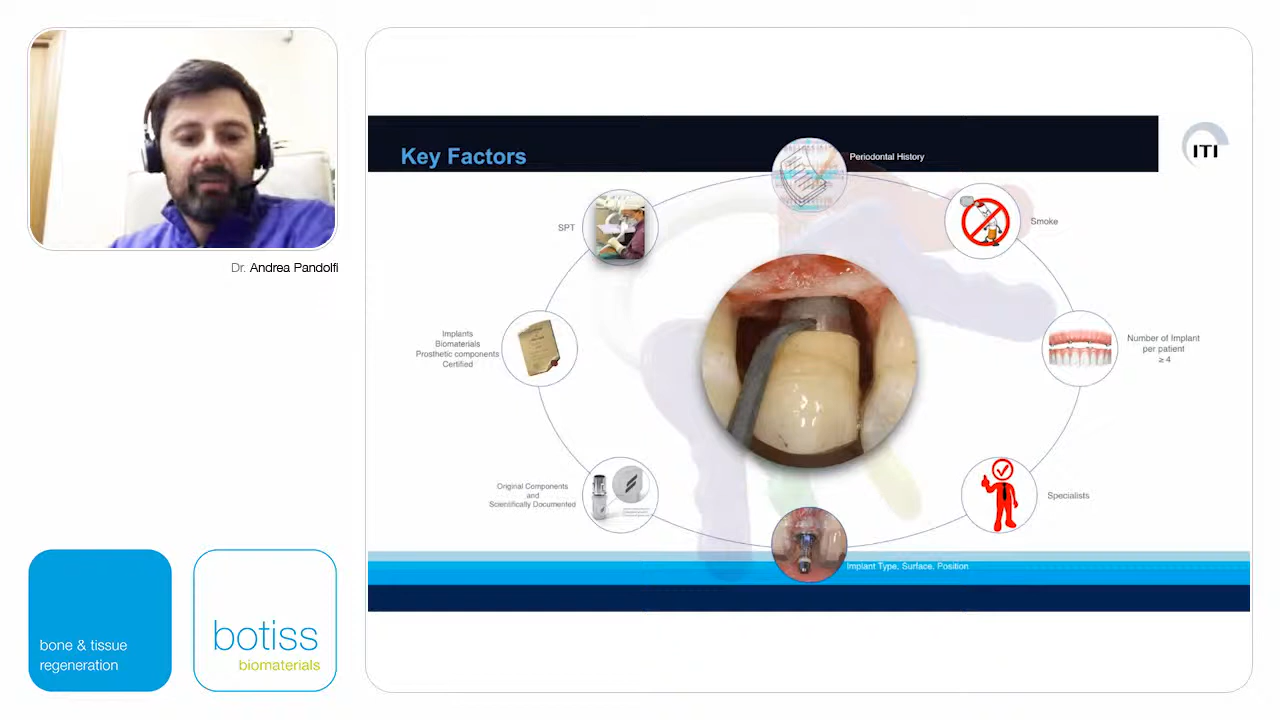 Key Factors
ITI
Periodontal History
SPT
Smoke
Implants
Biomaterials
Prosthetic components
Certified
Number of Implant
per patient
≥ 4
Original Components
and
Scientifically Documented
Specialists
Implant Type, Surface, Position
Dr. Andrea Pandolfi
bone & tissue
regeneration
botiss
biomaterials